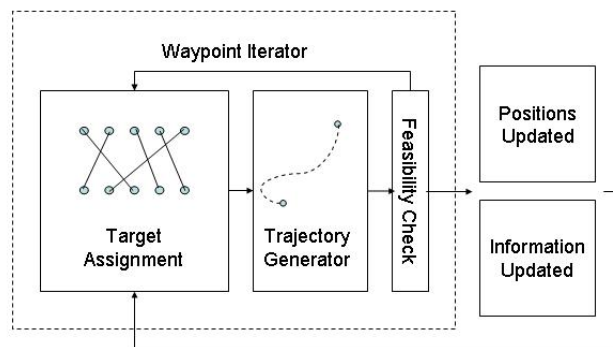 Waypoint Iterator
Target
Assignment
Trajectory
Generator
Feasibility Check
Positions
Updated
Information
Updated